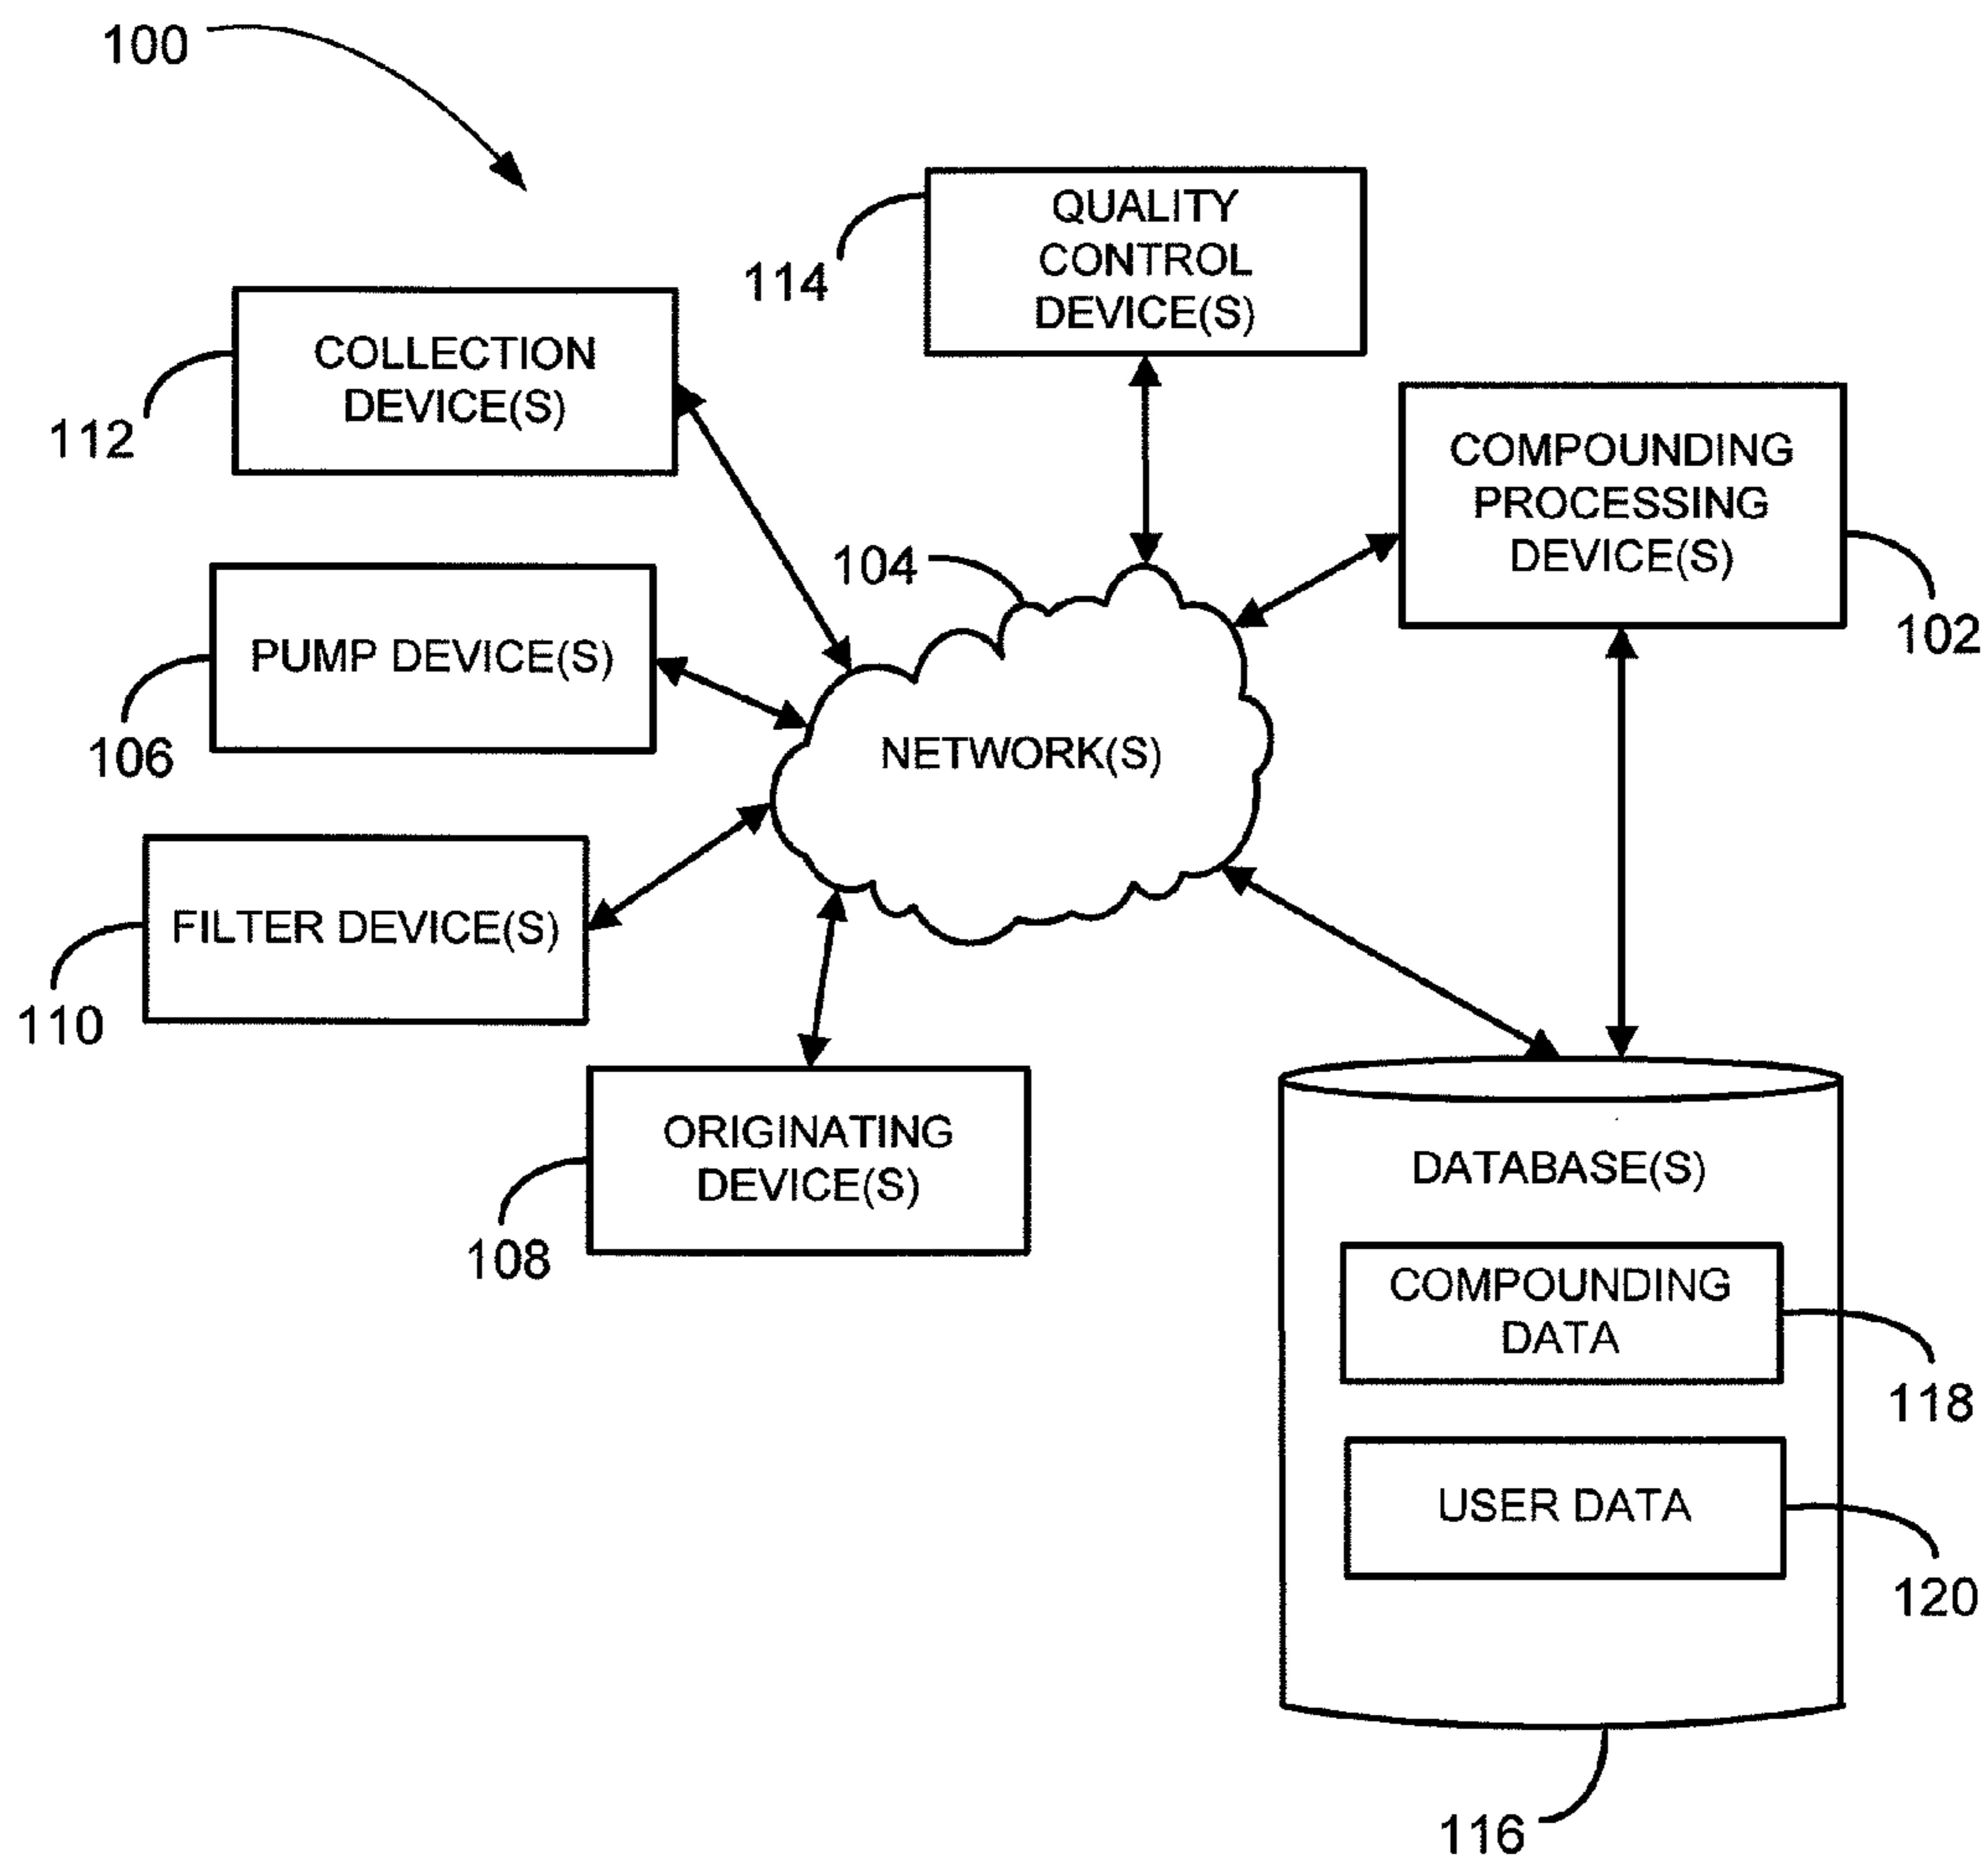 100
114
QUALITY
CONTROL
DEVICE(S)
112
COLLECTION
DEVICE(S)
COMPOUNDING
PROCESSING
DEVICE(S)
102
104
106
PUMP DEVICE(S)
NETWORK(S)
110
FILTER DEVICE(S)
108
ORIGINATING
DEVICE(S)
DATABASE(S)
COMPOUNDING
DATA
118
USER DATA
120
116